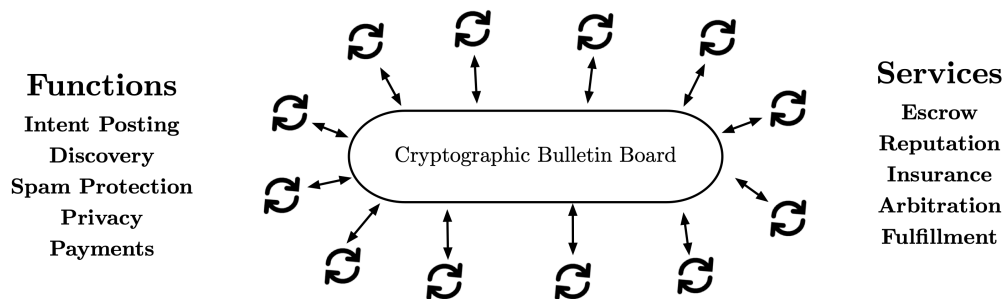 Functions
Intent Posting
Discovery
Spam Protection
Privacy
Payments
Cryptographic Bulletin Board
Services
Escrow
Reputation
Insurance
Arbitration
Fulfillment